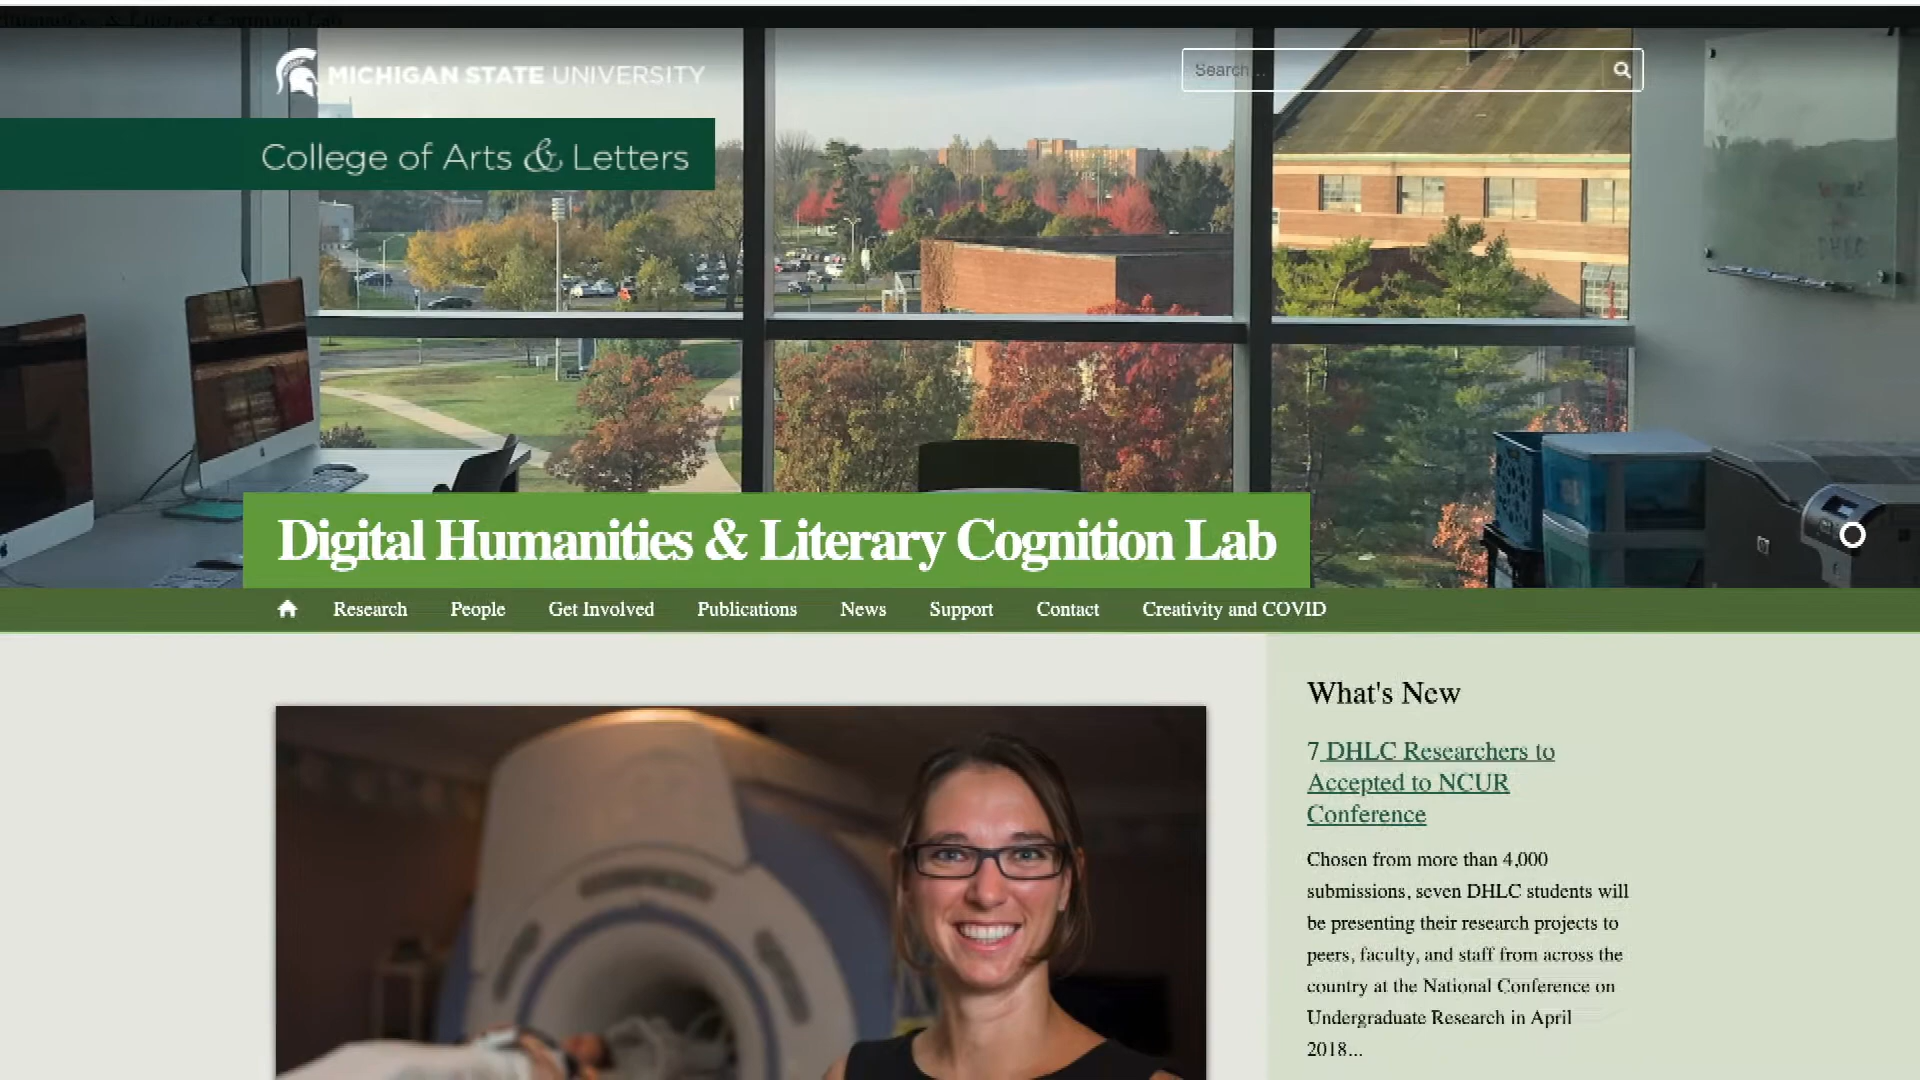 MICHIGAN STATE UNIVERSITY
Search...
College of Arts & Letters
Digital Humanities & Literary Cognition Lab
Research People Get Involved Publications News Support Contact Creativity and COVID
What's New
7 DHLC Researchers to
Accepted to NCUR
Conference
Chosen from more than 4,000
submissions, seven DHLC students will
be presenting their research projects to
peers, faculty, and staff from across the
country at the National Conference on
Undergraduate Research in April
2018...